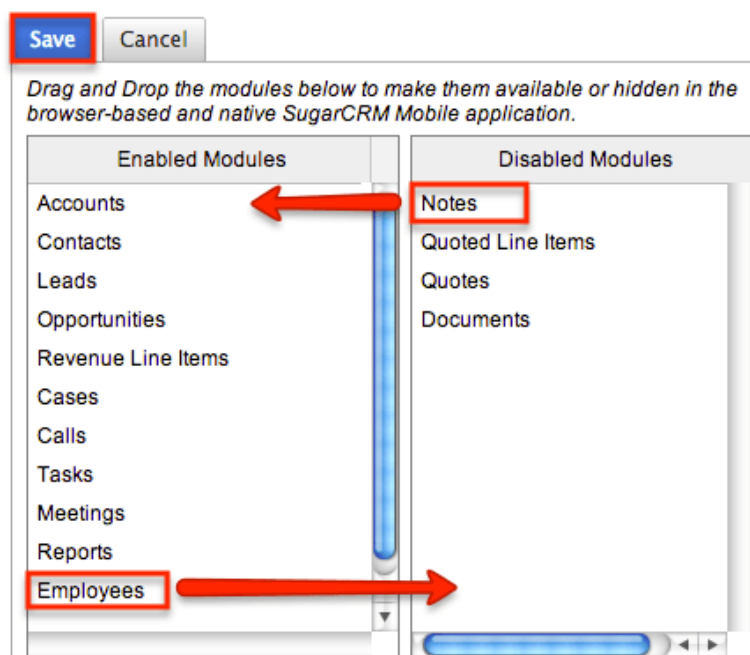 Save Cancel
Drag and Drop the modules below to make them available or hidden in the
browser-based and native SugarCRM Mobile application.
Enabled Modules
Accounts
Contacts
Leads
Opportunities
Revenue Line Items
Cases
Calls
Tasks
Meetings
Reports
Employees
Disabled Modules
Notes
Quoted Line Items
Quotes
Documents